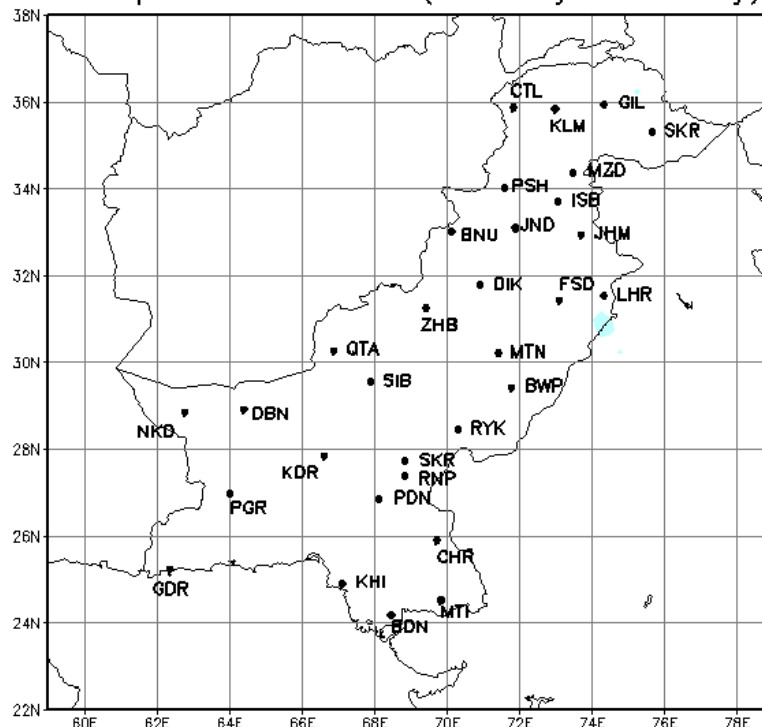 38N
36N
CTL
GIL
KLM
SKR
34N
MZD
PSH
ISB
BNU
JND
JHM
32N
DIK
FSD
LHR
ZHB
30N
QTA
MTN
SIB
BWP
NKD
DBN
RYK
28N
KDR
SKR
RNP
PDN
PGR
26N
CHR
GDR
KHI
24N
MTI
BDN
22N
60E 62E 64E 66E 68E 70E 72E 74E 76E 78E